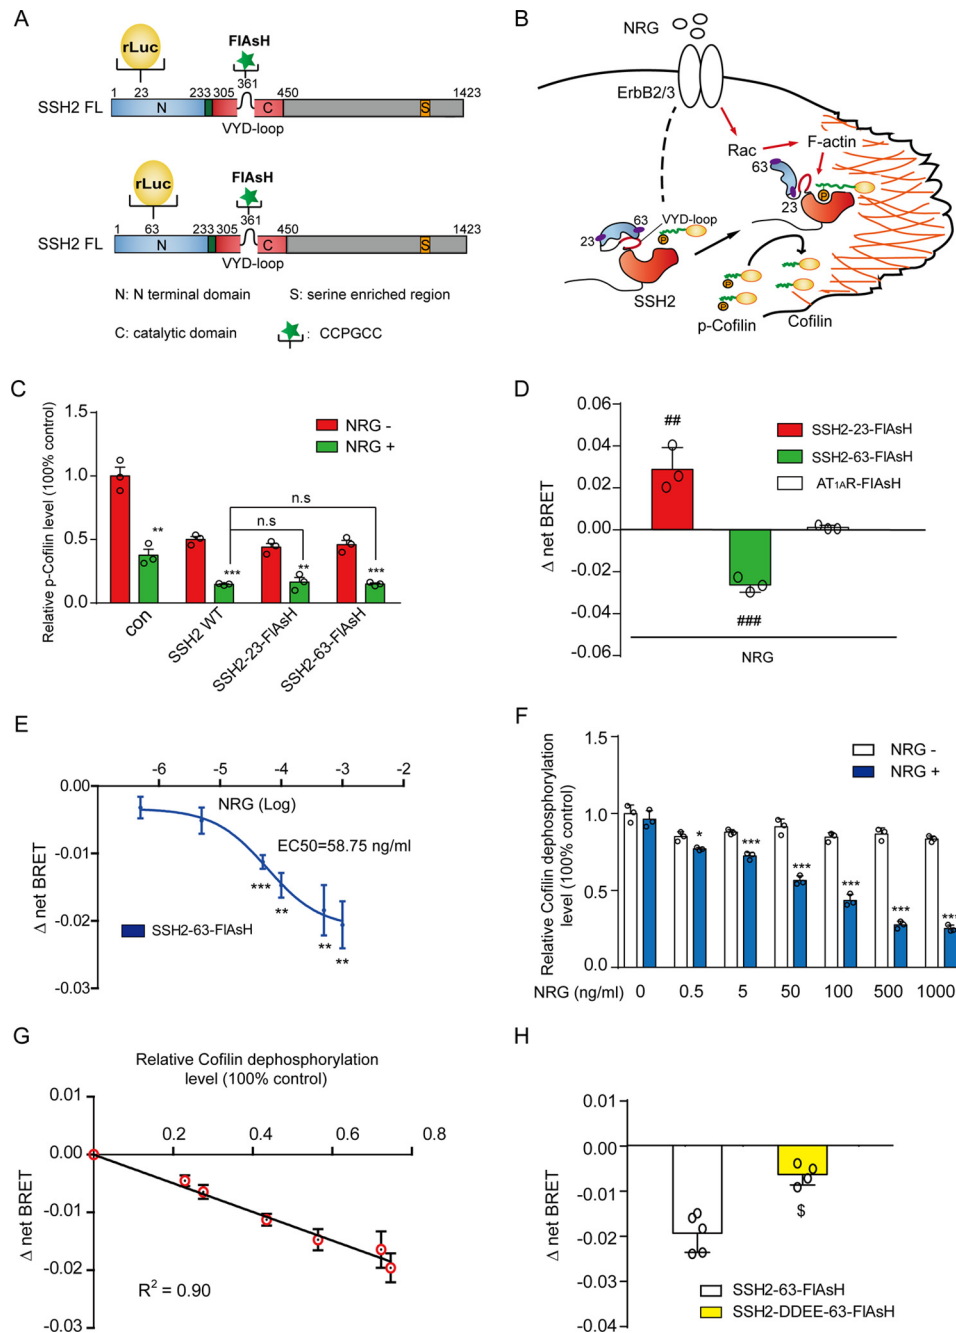 A
rLuc
FlAsH
1 23 233 305 361 450 1423
SSH2 FL N C S
VYD-loop
rLuc
FlAsH
1 63 233 305 361 450 1423
SSH2 FL N C S
VYD-loop
N: N terminal domain S: serine enriched region
C: catalytic domain : CCPGCC
B
NRG
ErbB2/3
Rac
F-actin
63
23
P
63
VYD-loop
23
P
SSH2
P
P
p-Cofilin
Cofilin
C
Relative p-Cofilin level (100% control)
1.5
1.0
0.5
0.0
NRG -
NRG +
n.s
n.s
**
***
**
***
con
SSH2 WT
SSH2-23-FlAsH
SSH2-63-FlAsH
D
Δ net BRET
0.06
0.04
0.02
0.00
-0.02
-0.04
-0.06
##
###
SSH2-23-FlAsH
SSH2-63-FlAsH
AT1AR-FlAsH
NRG
E
-6 -5 -4 -3 -2
NRG (Log)
Δ net BRET
0.00
-0.01
-0.02
-0.03
EC50=58.75 ng/ml
***
**
**
**
SSH2-63-FlAsH
F
Relative Cofilin dephosphorylation
level (100% control)
1.5
1.0
0.5
0.0
NRG -
NRG +
*
***
***
***
***
***
NRG (ng/ml) 0 0.5 5 50 100 500 1000
G
Relative Cofilin dephosphorylation
level (100% control)
0.2 0.4 0.6 0.8
Δ net BRET
0.01
0.00
-0.01
-0.02
-0.03
R² = 0.90
H
Δ net BRET
0.01
0.00
-0.01
-0.02
-0.03
-0.04
$
SSH2-63-FlAsH
SSH2-DDEE-63-FlAsH